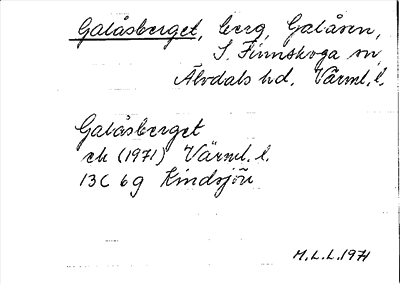 Galåsberget, berg, Galåsen,
S. Finnskoga sn,
Älvdals hd, Värml. l.
Galåsberget
ek (1971) Värml. l.
13C 6g Kindsjön
M.L.L. 1971